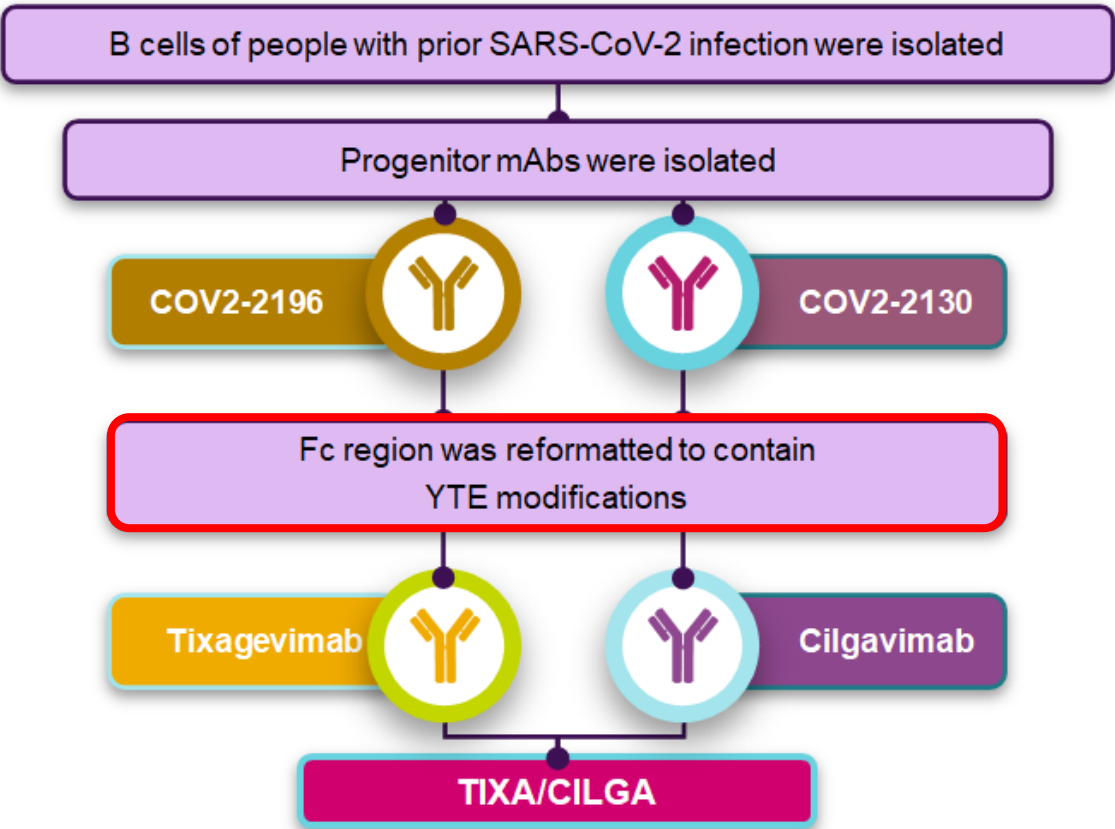 B cells of people with prior SARS-CoV-2 infection were isolated
Progenitor mAbs were isolated
COV2-2196
COV2-2130
Fc region was reformatted to contain
YTE modifications
Tixagevimab
Cilgavimab
TIXA/CILGA